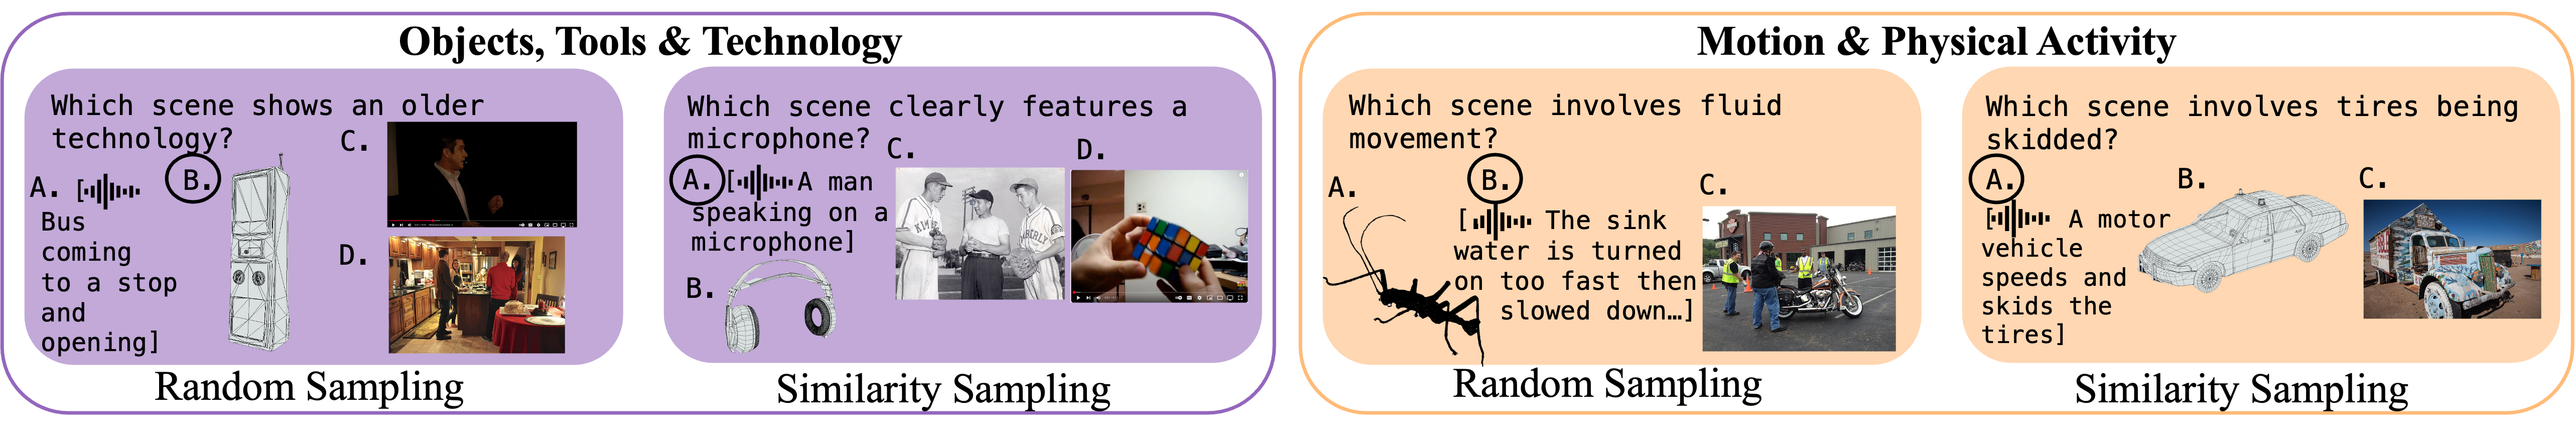 Objects, Tools & Technology
Which scene shows an older
technology?
A. [
Bus
coming
to a stop
and
opening]
B.
C.
D.
Random Sampling
Which scene clearly features a
microphone?
A. [ A man
speaking on a
microphone]
B.
C.
D.
Similarity Sampling
Motion & Physical Activity
Which scene involves fluid
movement?
A.
B.
[ The sink
water is turned
on too fast then
slowed down…]
C.
Random Sampling
Which scene involves tires being
skidded?
A.
[ A motor
vehicle
speeds and
skids the
tires]
B.
C.
Similarity Sampling